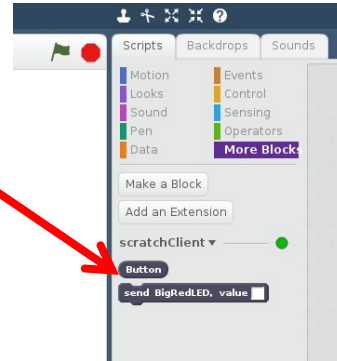 Scripts Backdrops Sounds
Motion Events
Looks Control
Sound Sensing
Pen Operators
Data More Blocks
Make a Block
Add an Extension
scratchClient
Button
send BigRedLED, value